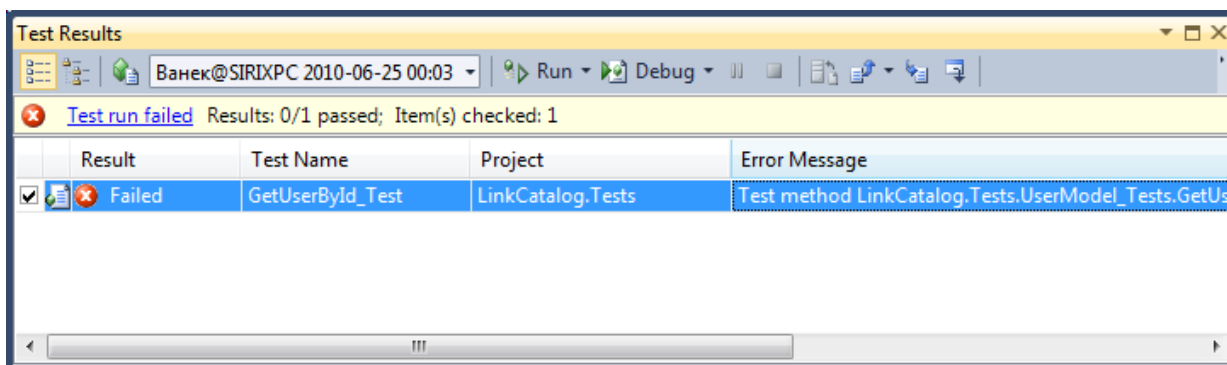 Test Results
Ванек@SIRIXPC 2010-06-25 00:03 Run Debug
Test run failed Results: 0/1 passed; Item(s) checked: 1
Result Test Name Project Error Message
Failed GetUserById_Test LinkCatalog.Tests Test method LinkCatalog.Tests.UserModel_Tests.GetUs